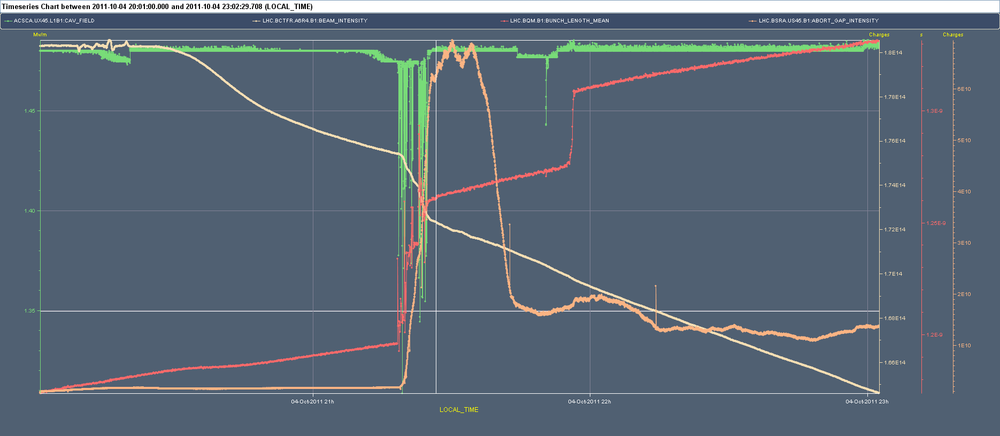 Timeseries Chart between 2011-10-04 20:01:00.000 and 2011-10-04 23:02:29.708 (LOCAL_TIME)
ACSCA.UX45.L1B1:CAV_FIELD LHC.BCTFR.A6R4.B1:BEAM_INTENSITY LHC.BQM.B1:BUNCH_LENGTH_MEAN LHC.BSRA.US45.B1:ABORT_GAP_INTENSITY
Mv/m Charges s Charges
1.8E14
6E10
1.78E14
1.45 1.3E-9
1.76E14 5E10
1.74E14 4E10
1.40
1.25E-9
1.72E14
3E10
1.7E14
2E10
1.35
1.68E14
1.2E-9
1E10
1.66E14
04-Oct-2011 21h 04-Oct-2011 22h 04-Oct-2011 23h
LOCAL_TIME